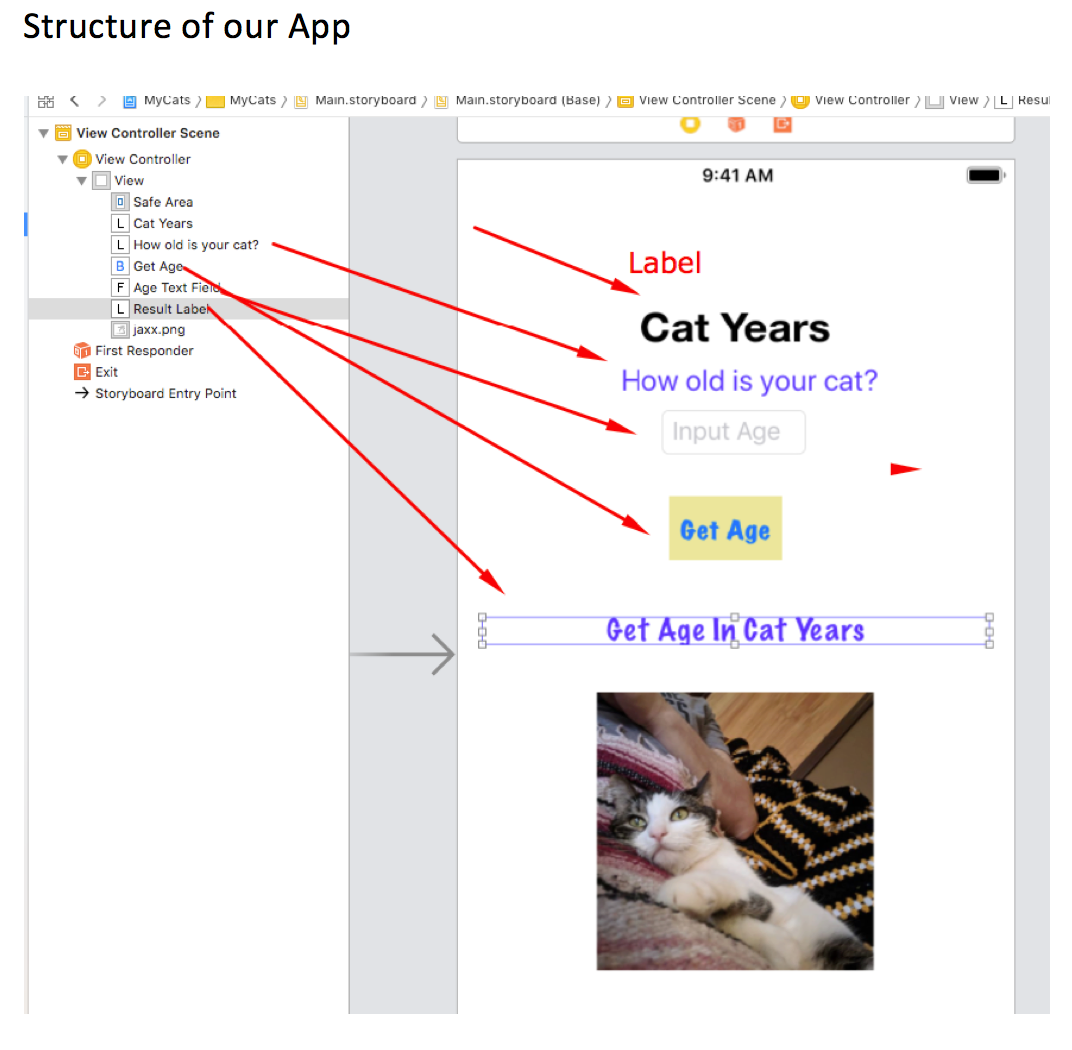 Structure of our App
MyCats MyCats Main.storyboard Main.storyboard (Base) View Controller Scene View Controller View L Resul
View Controller Scene
View Controller
View
Safe Area
L Cat Years
L How old is your cat?
B Get Age
F Age Text Field
L Result Label
jaxx.png
First Responder
Exit
Storyboard Entry Point
9:41 AM
Label
Cat Years
How old is your cat?
Input Age
Get Age
Get Age In Cat Years